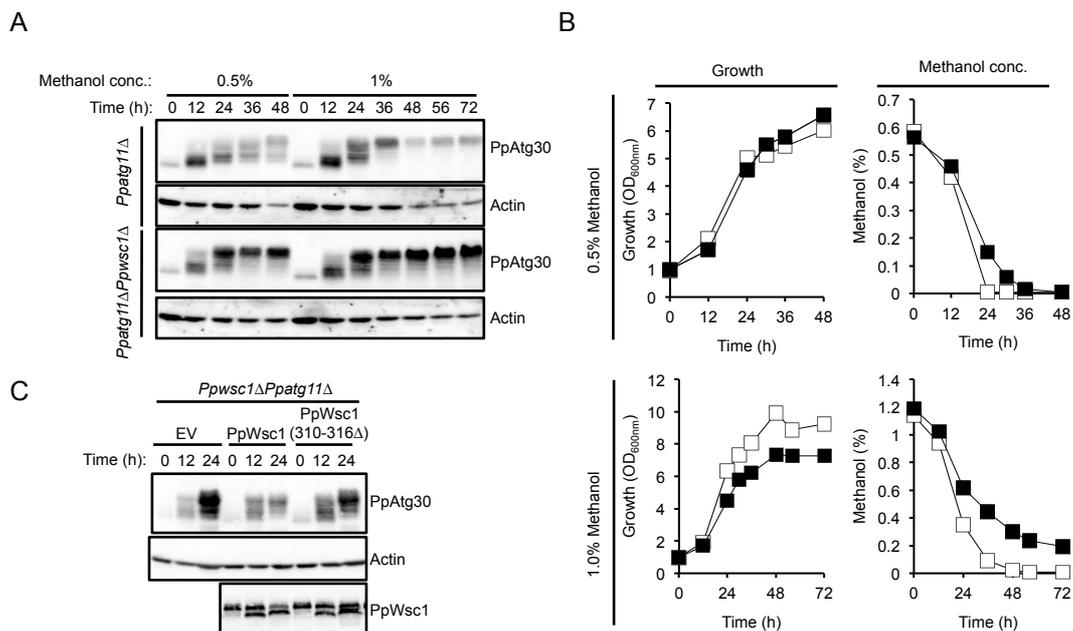 A
Methanol conc.: 0.5% 1%
Time (h): 0 12 24 36 48 0 12 24 36 48 56 72
Ppatg11Δ
PpAtg30
Actin
Ppatg11ΔPpwsc1Δ
PpAtg30
Actin
B
Growth
Methanol conc.
0.5% Methanol
Growth (OD600nm)
7
6
5
4
3
2
1
0
0 12 24 36 48
Time (h)
Methanol (%)
0.7
0.6
0.5
0.4
0.3
0.2
0.1
0
0 12 24 36 48
Time (h)
1.0% Methanol
Growth (OD600nm)
12
10
8
6
4
2
0
0 24 48 72
Time (h)
Methanol (%)
1.4
1.2
1.0
0.8
0.6
0.4
0.2
0
0 24 48 72
Time (h)
C
Ppwsc1ΔPpatg11Δ
EV PpWsc1 PpWsc1
(310-316Δ)
Time (h): 0 12 24 0 12 24 0 12 24
PpAtg30
Actin
PpWsc1